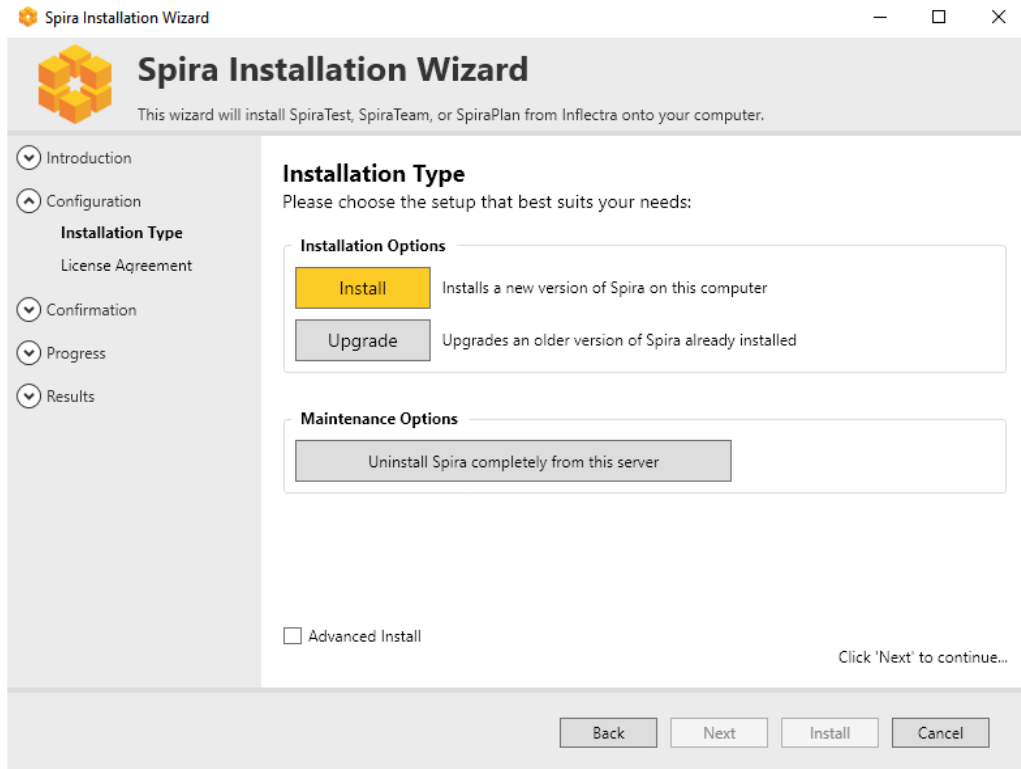 Spira Installation Wizard
Spira Installation Wizard
This wizard will install SpiraTest, SpiraTeam, or SpiraPlan from Inflectra onto your computer.
Introduction
Configuration
Installation Type
License Agreement
Confirmation
Progress
Results
Installation Type
Please choose the setup that best suits your needs:
Installation Options
Install Installs a new version of Spira on this computer
Upgrade Upgrades an older version of Spira already installed
Maintenance Options
Uninstall Spira completely from this server
Advanced Install
Click 'Next' to continue...
Back Next Install Cancel